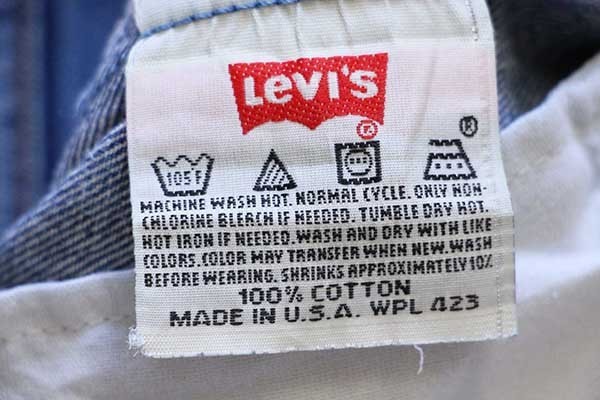 Levi's
®
®
105F
MACHINE WASH HOT. NORMAL CYCLE. ONLY NON-
CHLORINE BLEACH IF NEEDED. TUMBLE DRY HOT.
HOT IRON IF NEEDED. WASH AND DRY WITH LIKE
COLORS. COLOR MAY TRANSFER WHEN NEW. WASH
BEFORE WEARING. SHRINKS APPROXIMATELY 10%
100% COTTON
MADE IN U.S.A. WPL 423